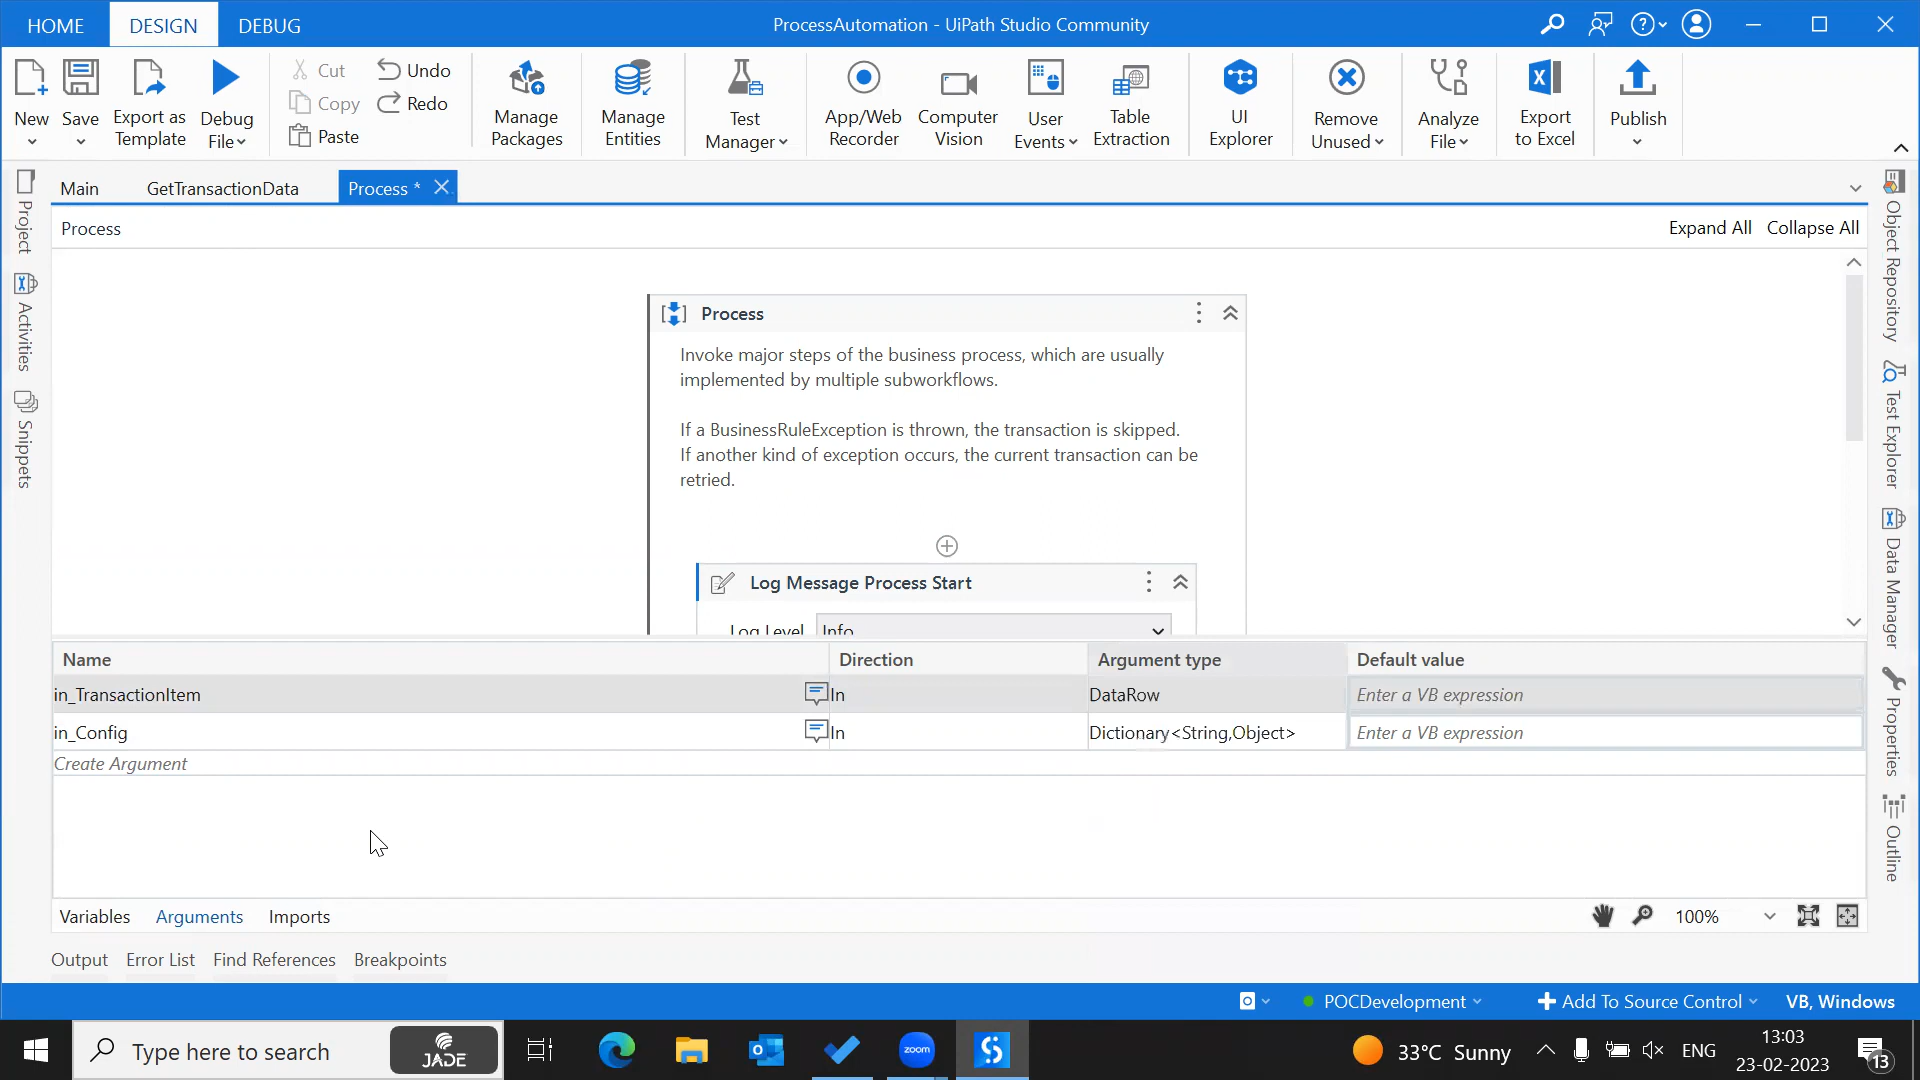 HOME DESIGN DEBUG ProcessAutomation - UiPath Studio Community
New Save Export as Template Debug File Cut Copy Paste Undo Redo Manage Packages Manage Entities Test Manager App/Web Recorder Computer Vision User Events Table Extraction UI Explorer Remove Unused Analyze File Export to Excel Publish
Main GetTransactionData Process *
Process Expand All Collapse All
Project
Activities
Snippets
Process
Invoke major steps of the business process, which are usually
implemented by multiple subworkflows.
If a BusinessRuleException is thrown, the transaction is skipped.
If another kind of exception occurs, the current transaction can be
retried.
Log Message Process Start
Log Level Info
Object Repository
Test Explorer
Data Manager
Properties
Outline
Name Direction Argument type Default value
in_TransactionItem In DataRow Enter a VB expression
in_Config In Dictionary<String,Object> Enter a VB expression
Create Argument
Variables Arguments Imports 100%
Output Error List Find References Breakpoints
POCDevelopment Add To Source Control VB, Windows
Type here to search JADE zoom 33°C Sunny ENG 13:03
23-02-2023 13